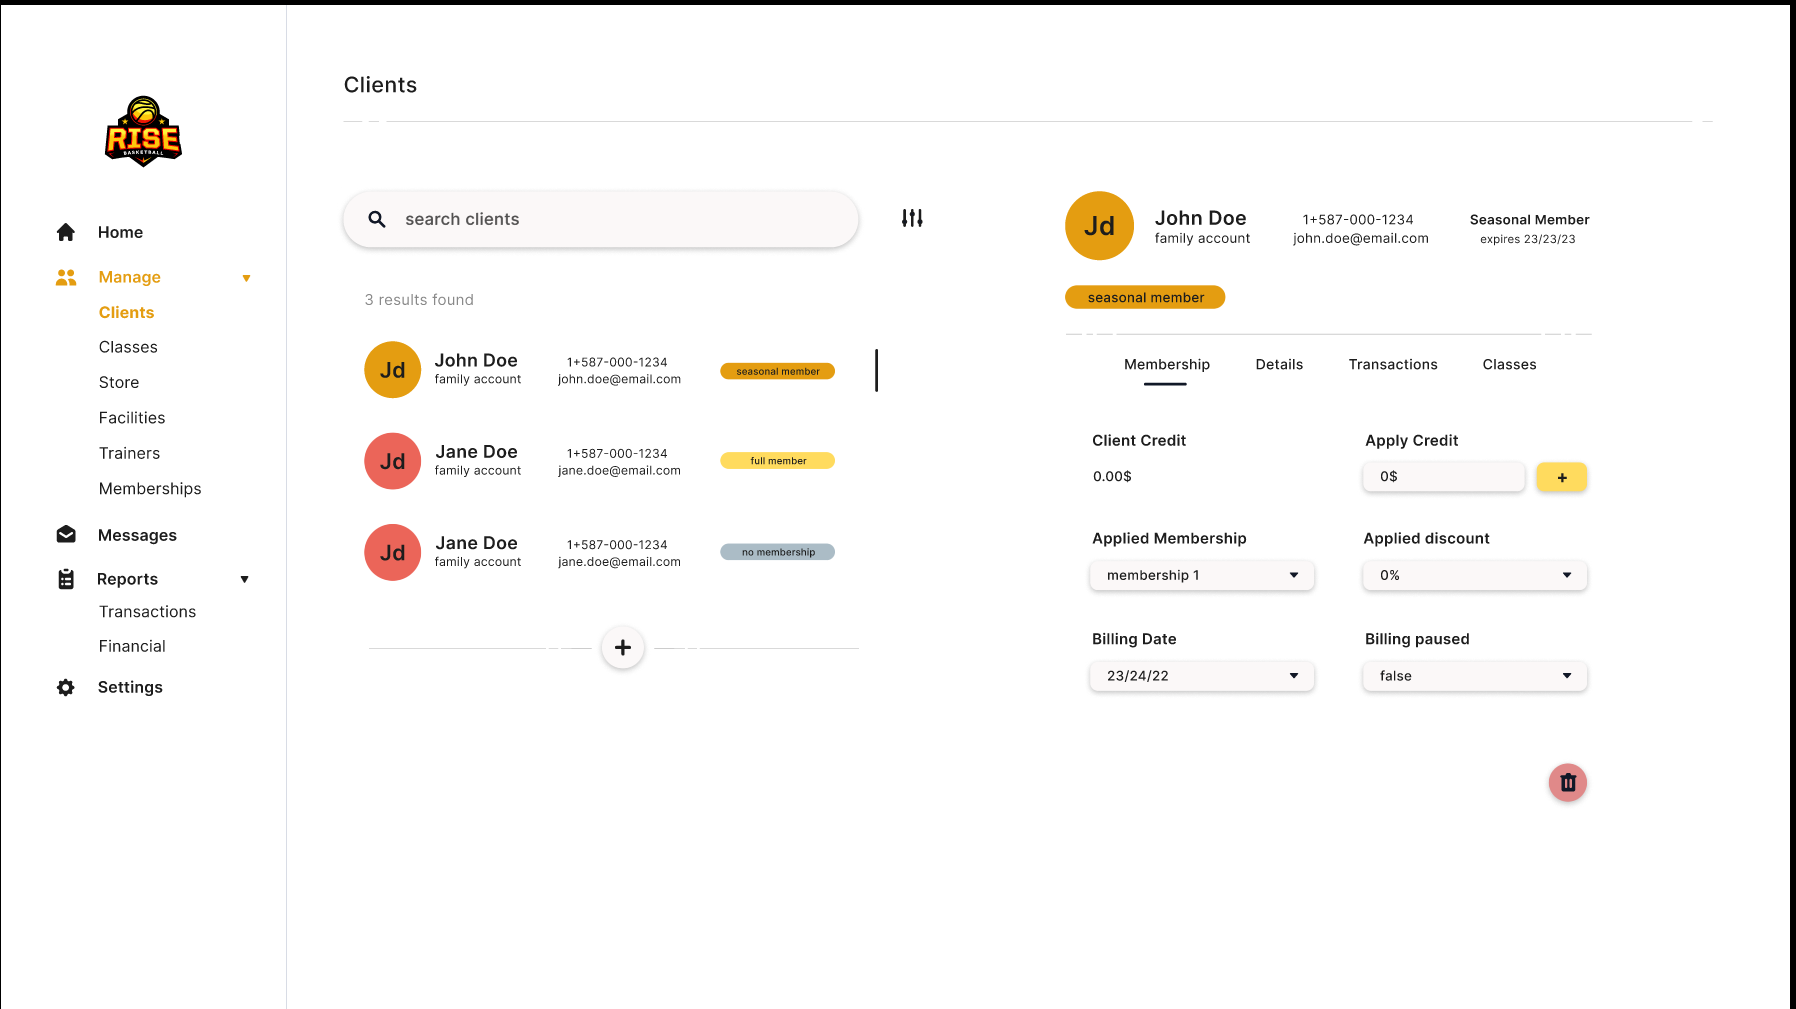 RISE
BASKETBALL
Home
Manage
Clients
Classes
Store
Facilities
Trainers
Memberships
Messages
Reports
Transactions
Financial
Settings
Clients
search clients
3 results found
Jd
John Doe
family account
1+587-000-1234
john.doe@email.com
seasonal member
Jd
Jane Doe
family account
1+587-000-1234
jane.doe@email.com
full member
Jd
Jane Doe
family account
1+587-000-1234
jane.doe@email.com
no membership
+
Jd
John Doe
family account
1+587-000-1234
john.doe@email.com
Seasonal Member
expires 23/23/23
seasonal member
Membership Details Transactions Classes
Client Credit
0.00$
Apply Credit
0$
+
Applied Membership
membership 1
Applied discount
0%
Billing Date
23/24/22
Billing paused
false